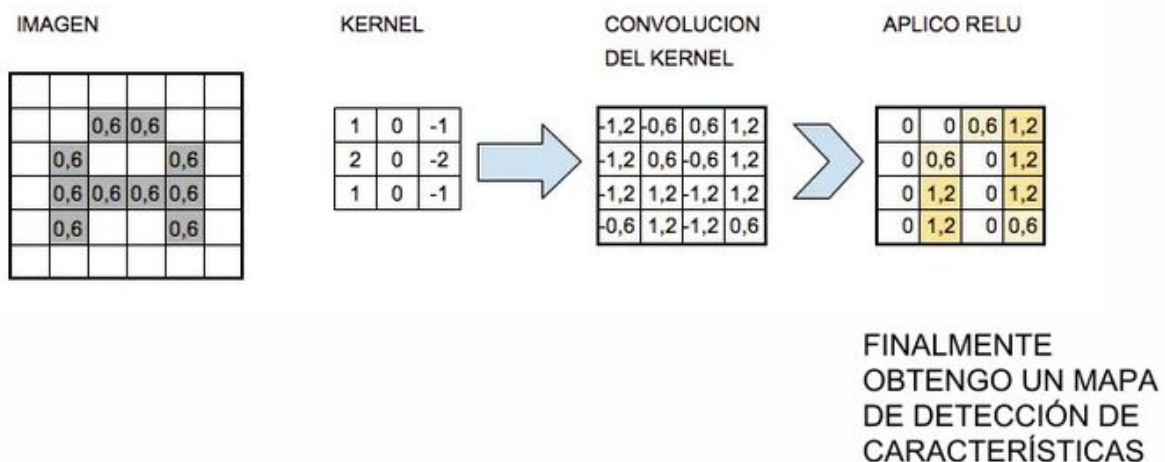 IMAGEN
KERNEL
CONVOLUCION
DEL KERNEL
APLICO RELU
0,6 0,6
0,6 0,6
0,6 0,6 0,6 0,6
0,6 0,6
1 0 -1
2 0 -2
1 0 -1
-1,2 -0,6 0,6 1,2
-1,2 0,6 -0,6 1,2
-1,2 1,2 -1,2 1,2
-0,6 1,2 -1,2 0,6
0 0 0,6 1,2
0 0,6 0 1,2
0 1,2 0 1,2
0 1,2 0 0,6
FINALMENTE
OBTENGO UN MAPA
DE DETECCIÓN DE
CARACTERÍSTICAS